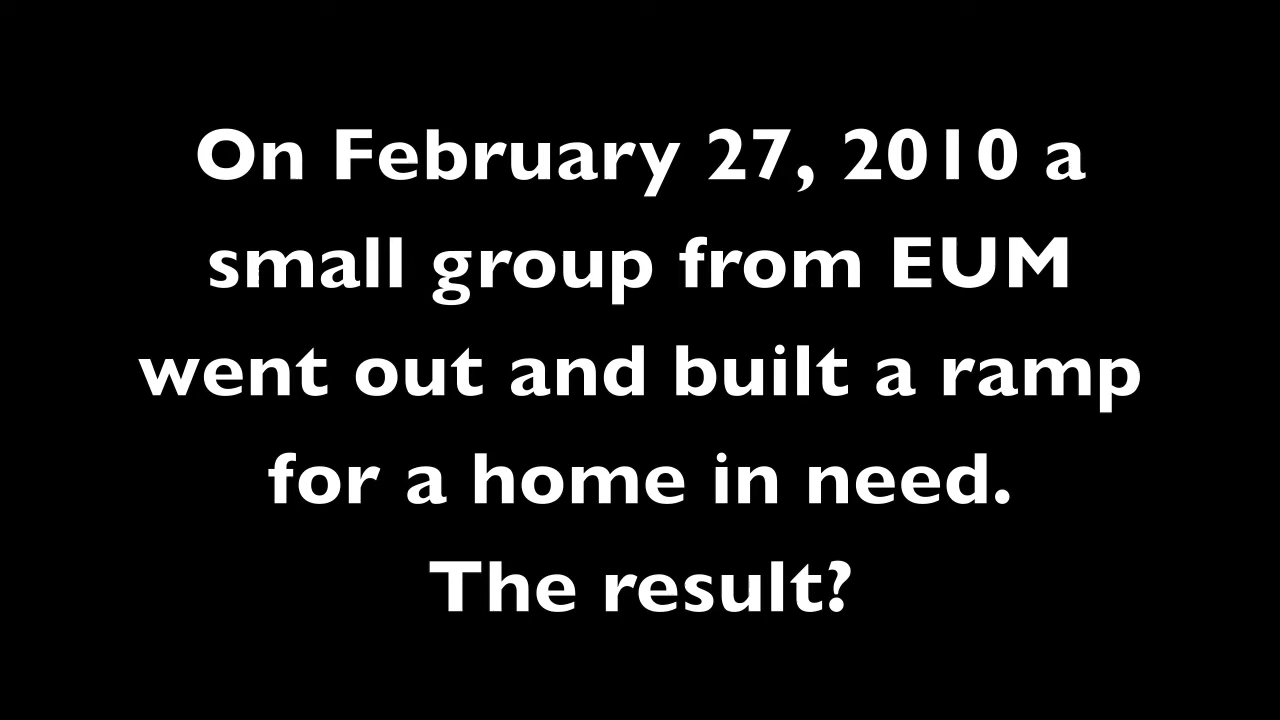 On February 27, 2010 a
small group from EUM
went out and built a ramp
for a home in need.
The result?